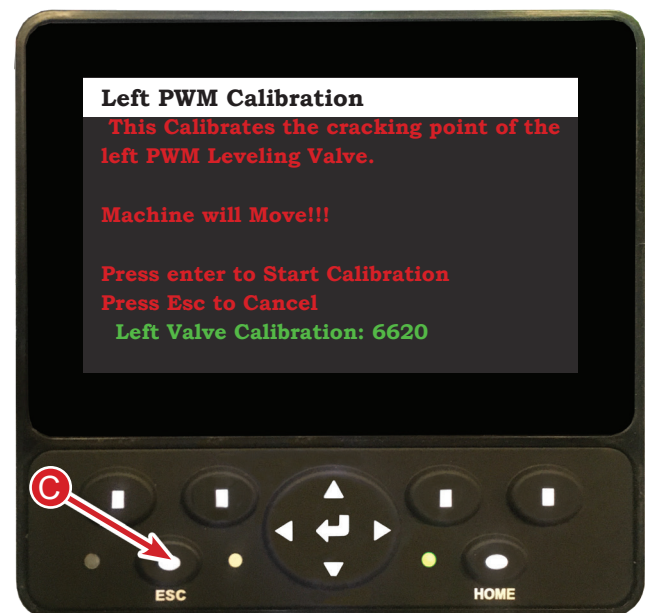 Left PWM Calibration
This Calibrates the cracking point of the
left PWM Leveling Valve.
Machine will Move!!!
Press enter to Start Calibration
Press Esc to Cancel
Left Valve Calibration: 6620
C
ESC
HOME